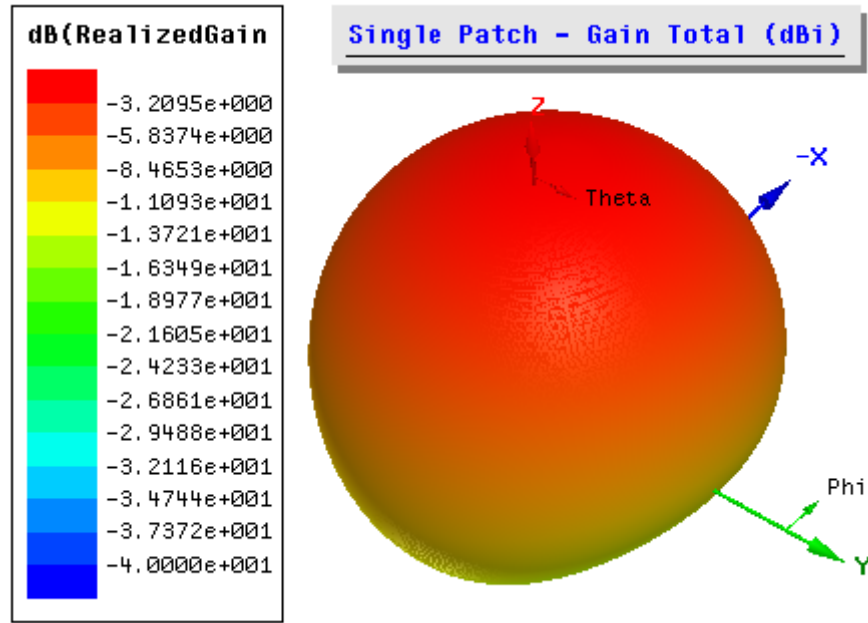 dB(RealizedGain
-3.2095e+000
-5.8374e+000
-8.4653e+000
-1.1093e+001
-1.3721e+001
-1.6349e+001
-1.8977e+001
-2.1605e+001
-2.4233e+001
-2.6861e+001
-2.9488e+001
-3.2116e+001
-3.4744e+001
-3.7372e+001
-4.0000e+001
Single Patch - Gain Total (dBi)
Z
-X
Theta
Phi
Y